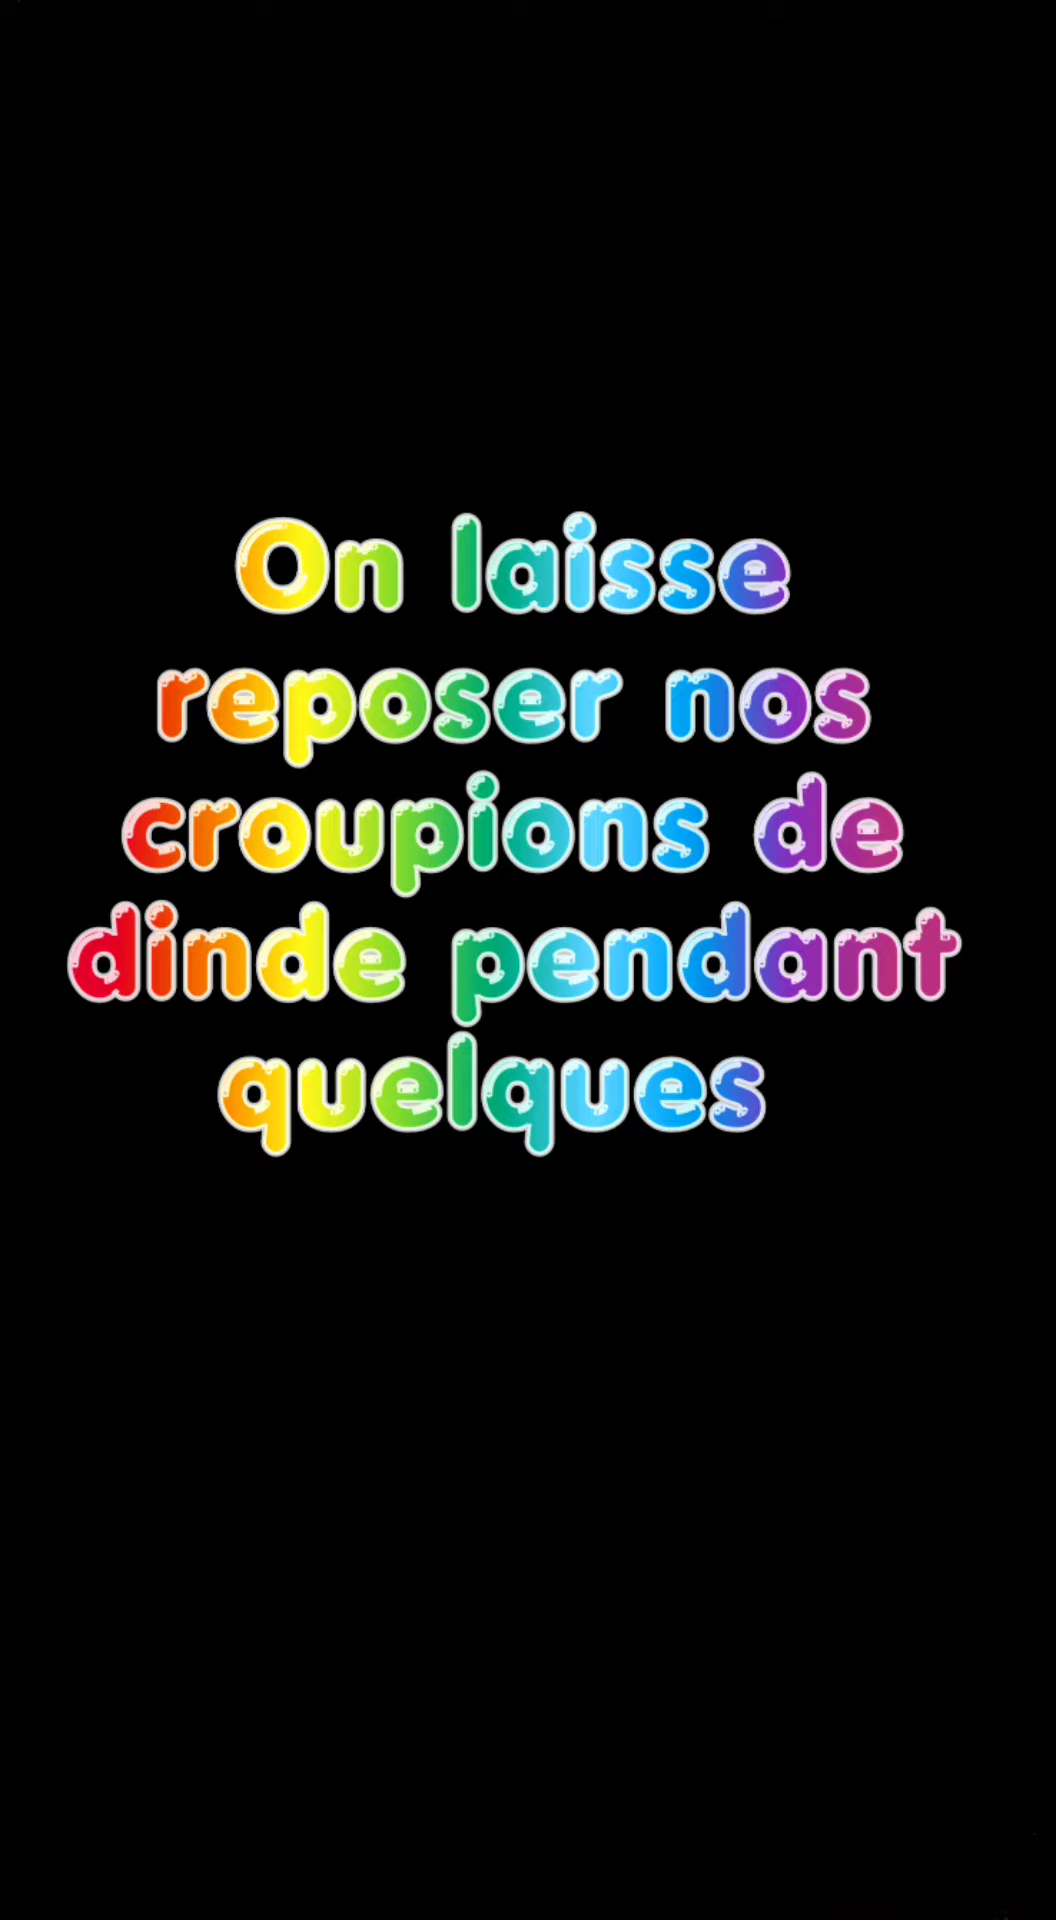 On laisse
reposer nos
croupions de
dinde pendant
quelques